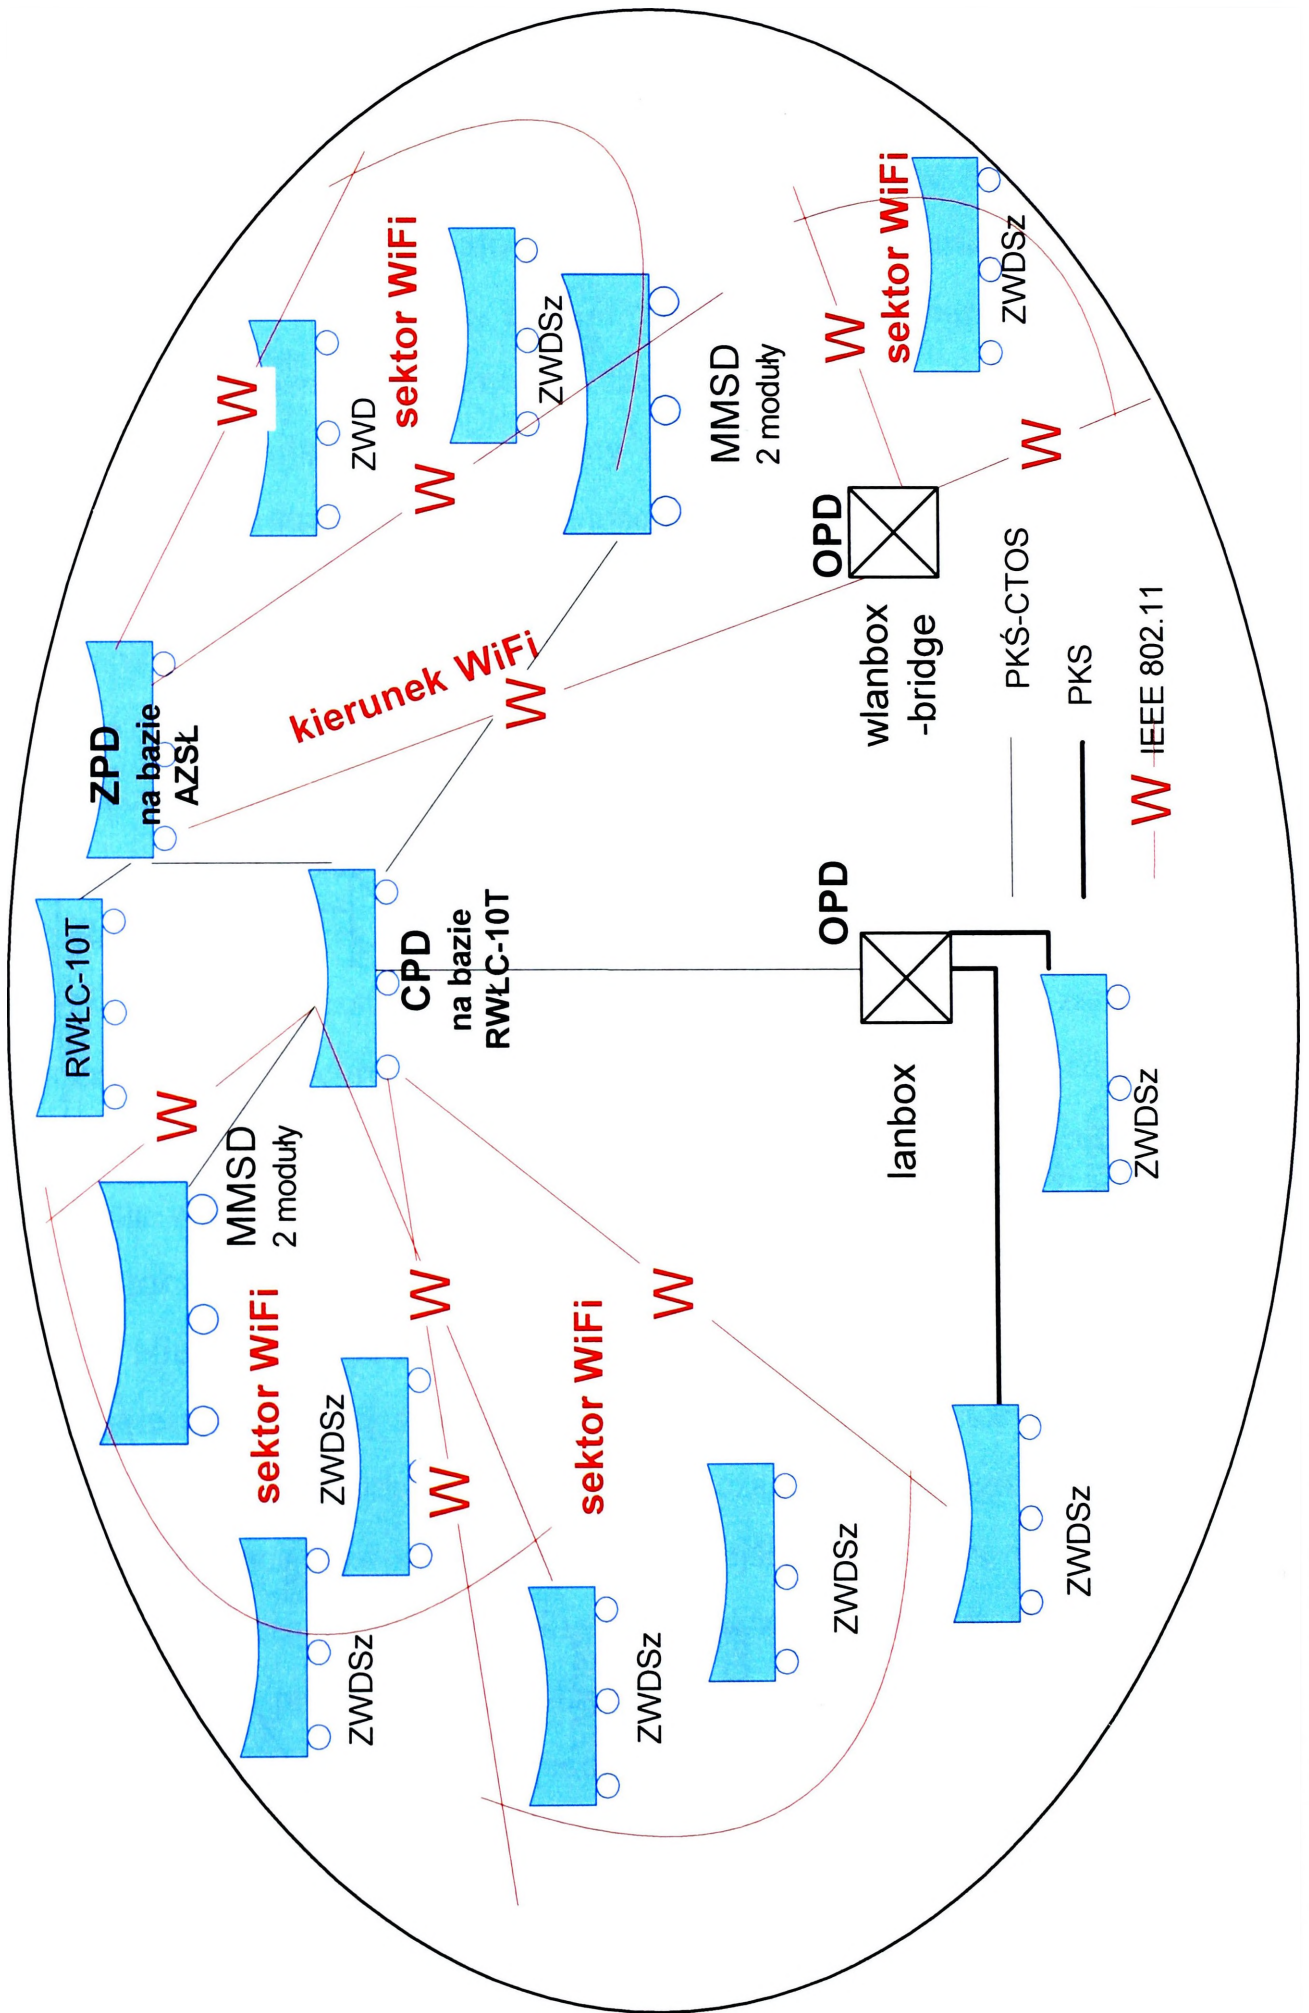 RWŁC-10T
ZPD
na bazie
AZSŁ
W
W
MMSD
2 moduły
sektor WiFi
ZWDSz
ZWDSz
ZWD
sektor WiFi
kierunek WiFi
CPD
na bazie
RWŁC-10T
W
W
W
W
ZWDSz
sektor WiFi
ZWDSz
W
MMSD
2 moduły
OPD
lanbox
OPD
wlanbox
-bridge
W
sektor WiFi
ZWDSz
W
ZWDSz
ZWDSz
ZWDSz
PKŚ-CTOS
PKS
W IEEE 802.11